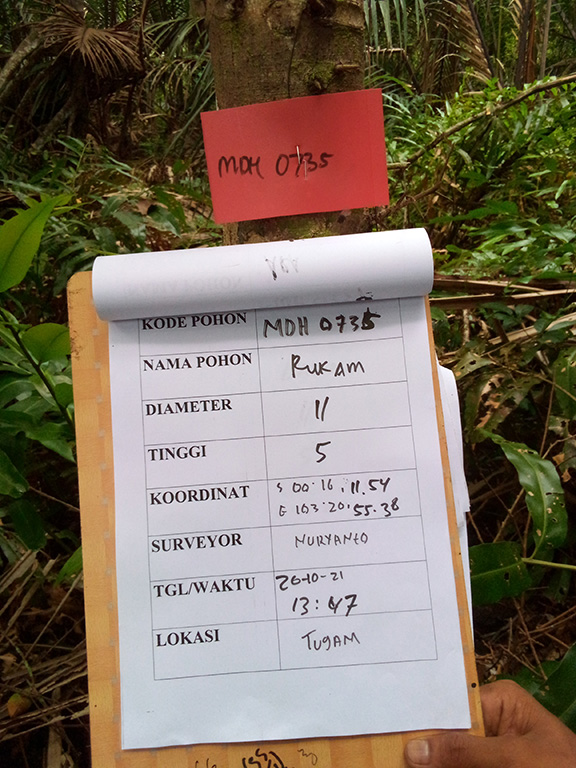 MDH 0735
KODE POHON MDH 0735
NAMA POHON RUKAM
DIAMETER 11
TINGGI 5
KOORDINAT S 00·16·11.54
E 103·20·55.38
SURVEYOR NURYANTO
TGL/WAKTU 26-10-21
13:47
LOKASI TUGAM